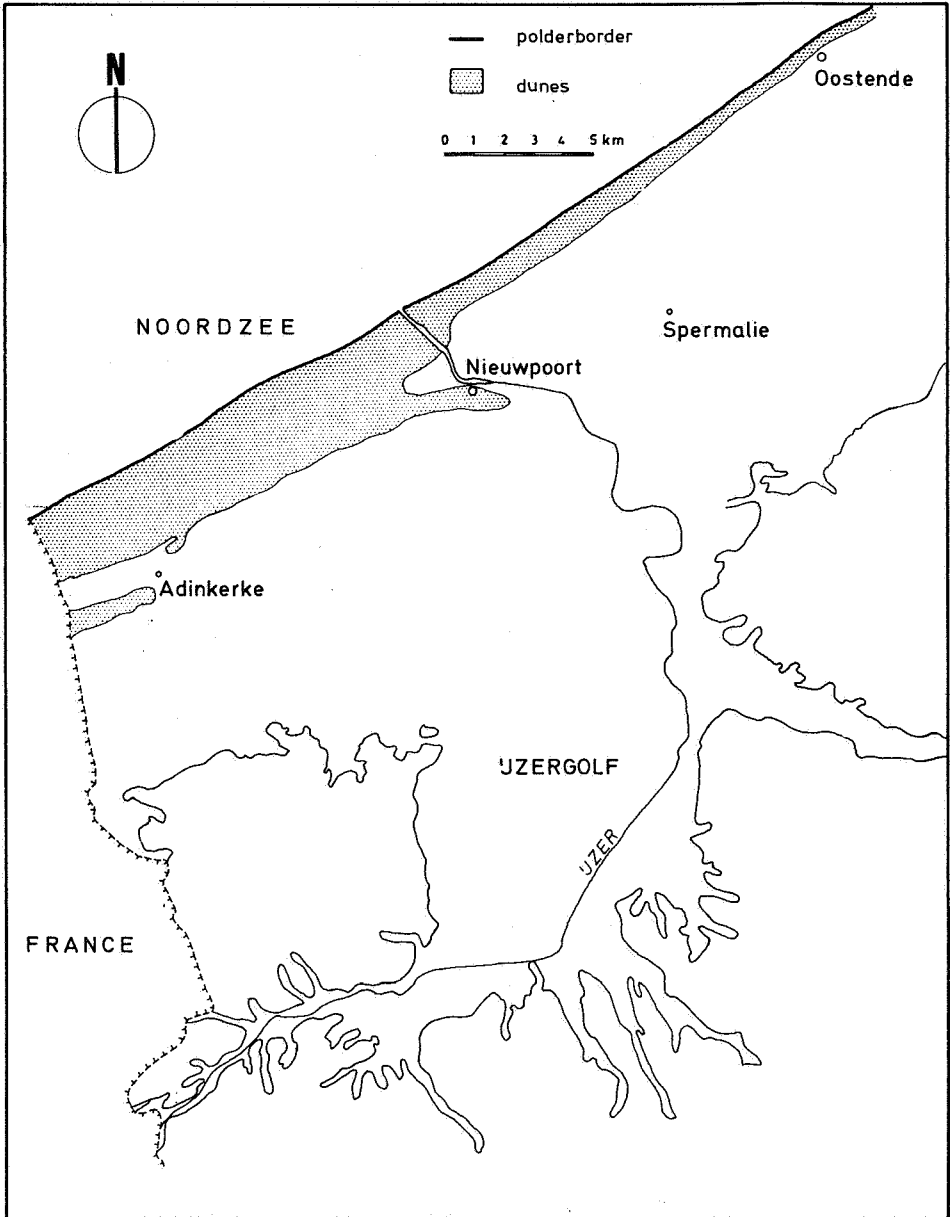 N
polderborder
dunes
0 1 2 3 4 5 km
Oostende
NOORDZEE
Spermalie
Nieuwpoort
Adinkerke
IJZERGOLF
IJZER
FRANCE